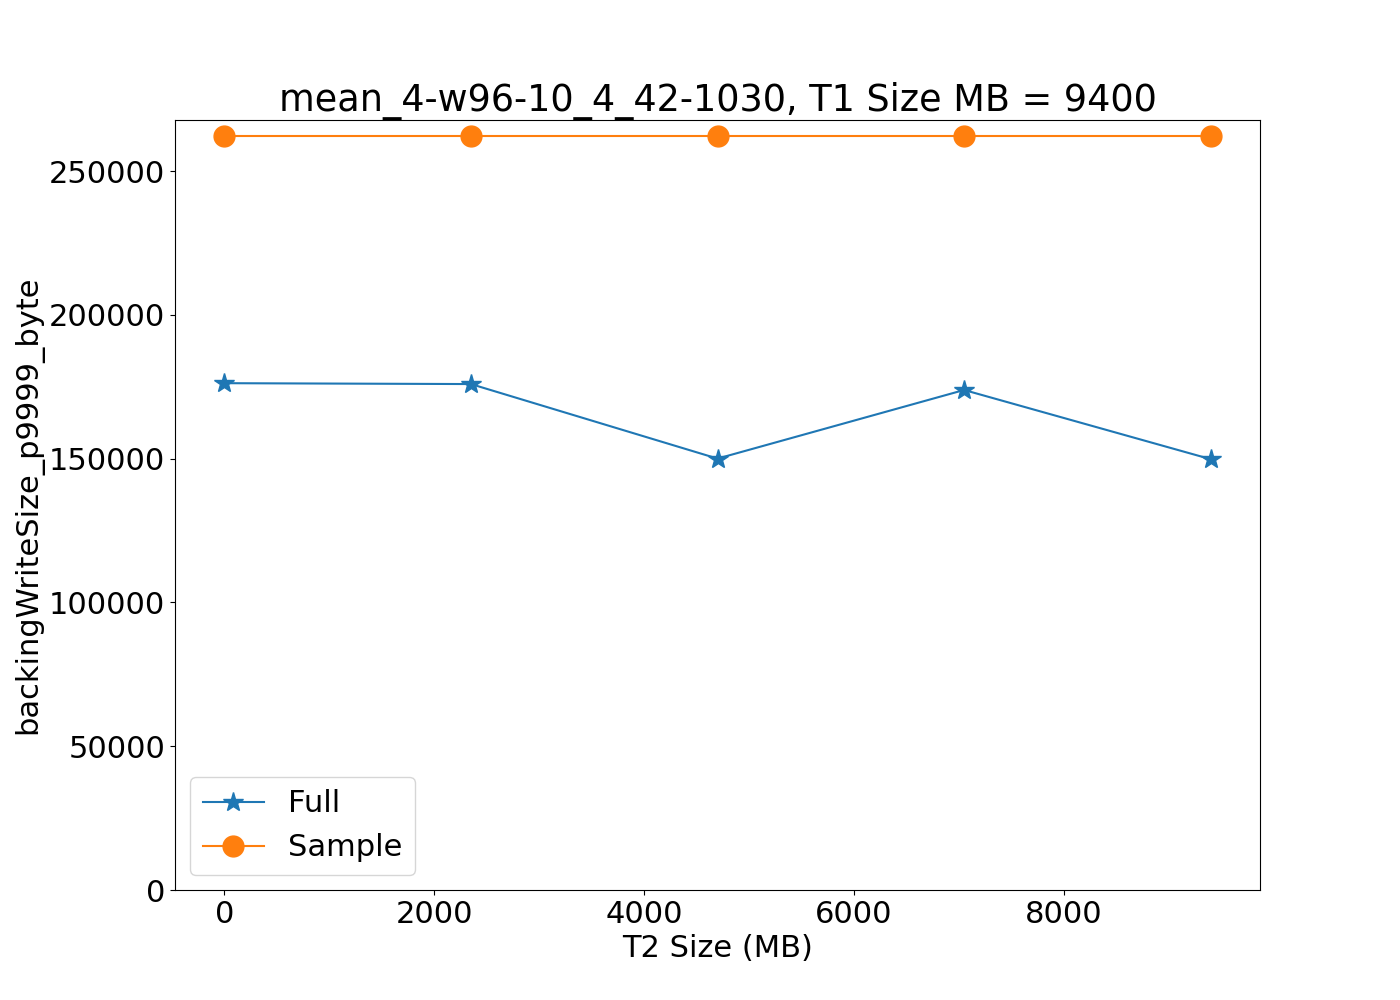 mean_4-w96-10_4_42-1030, T1 Size MB = 9400
backingWriteSize_p9999_byte
250000
200000
150000
100000
50000
0
Full
Sample
0 2000 4000 6000 8000
T2 Size (MB)